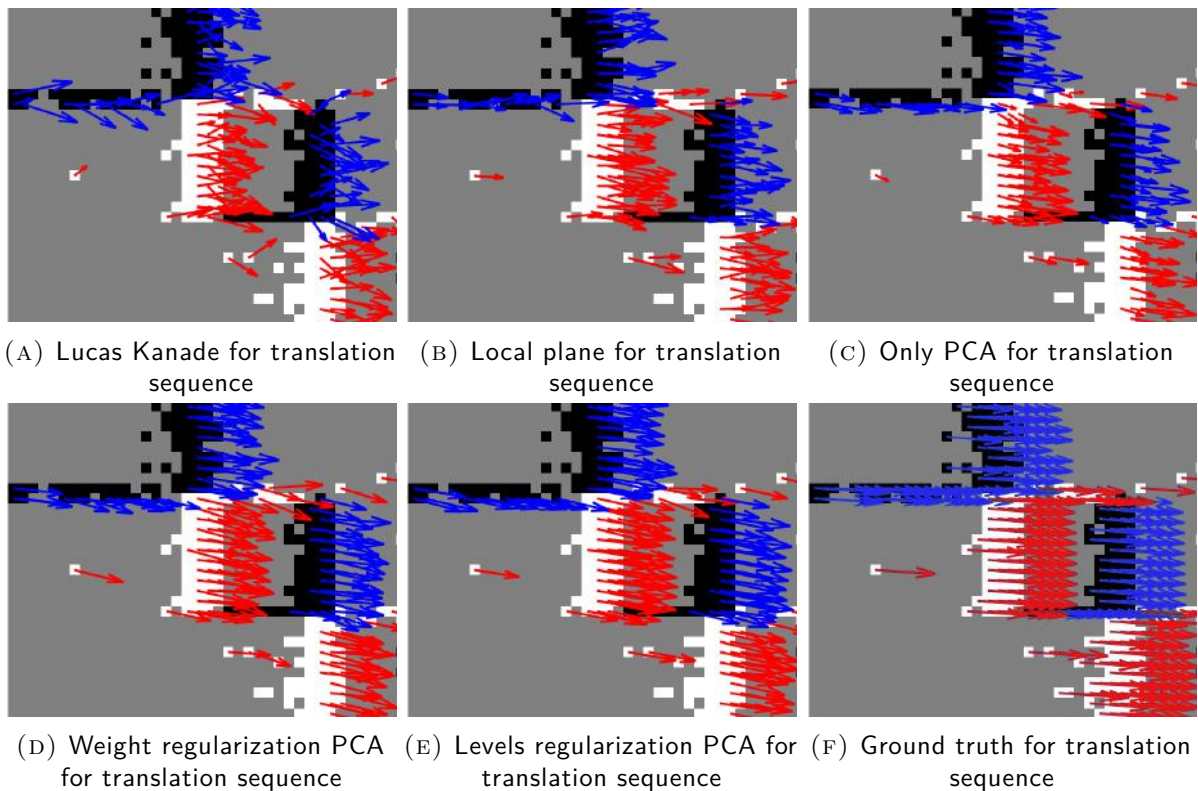 (A) Lucas Kanade for translation
sequence
(B) Local plane for translation
sequence
(C) Only PCA for translation
sequence
(D) Weight regularization PCA
for translation sequence
(E) Levels regularization PCA for
translation sequence
(F) Ground truth for translation
sequence